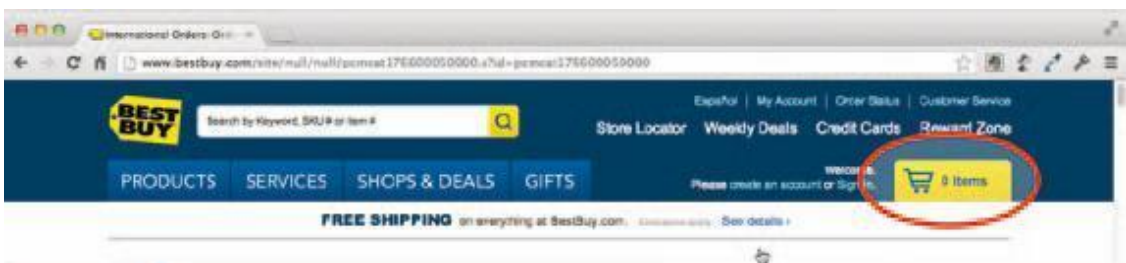 International Orders: Onl
www.bestbuy.com/site/null/null/pcmcat176600050000.c?id=pcmcat176600050000
Español | My Account | Order Status | Customer Service
BEST BUY
Search by Keyword, SKU # or Item #
Store Locator Weekly Deals Credit Cards Reward Zone
PRODUCTS SERVICES SHOPS & DEALS GIFTS
Welcome.
Please create an account or Sign In.
0 Items
FREE SHIPPING on everything at BestBuy.com. See details ›